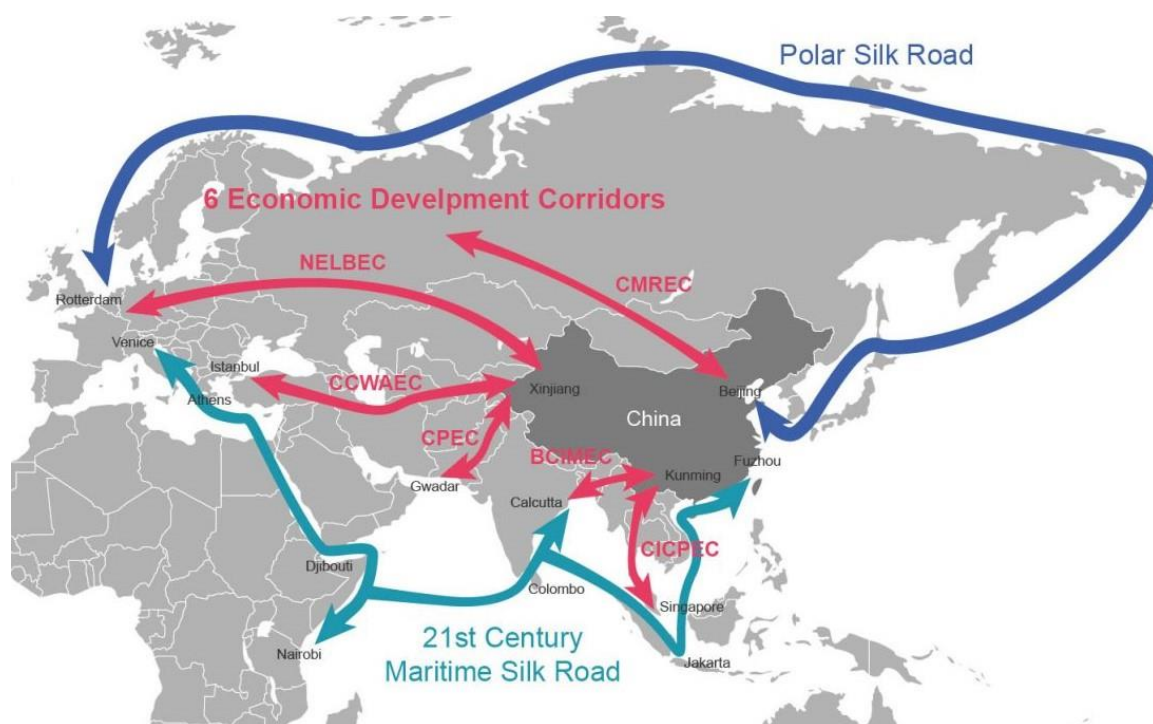 Polar Silk Road
6 Economic Develpment Corridors
NELBEC
CMREC
Rotterdam
Venice
Istanbul
Athens
CCWAEC
Xinjiang
Beijing
China
CPEC
BCIMEC
Fuzhou
Gwadar
Kunming
Calcutta
CICPEC
Djibouti
Colombo
Singapore
Nairobi
21st Century
Maritime Silk Road
Jakarta